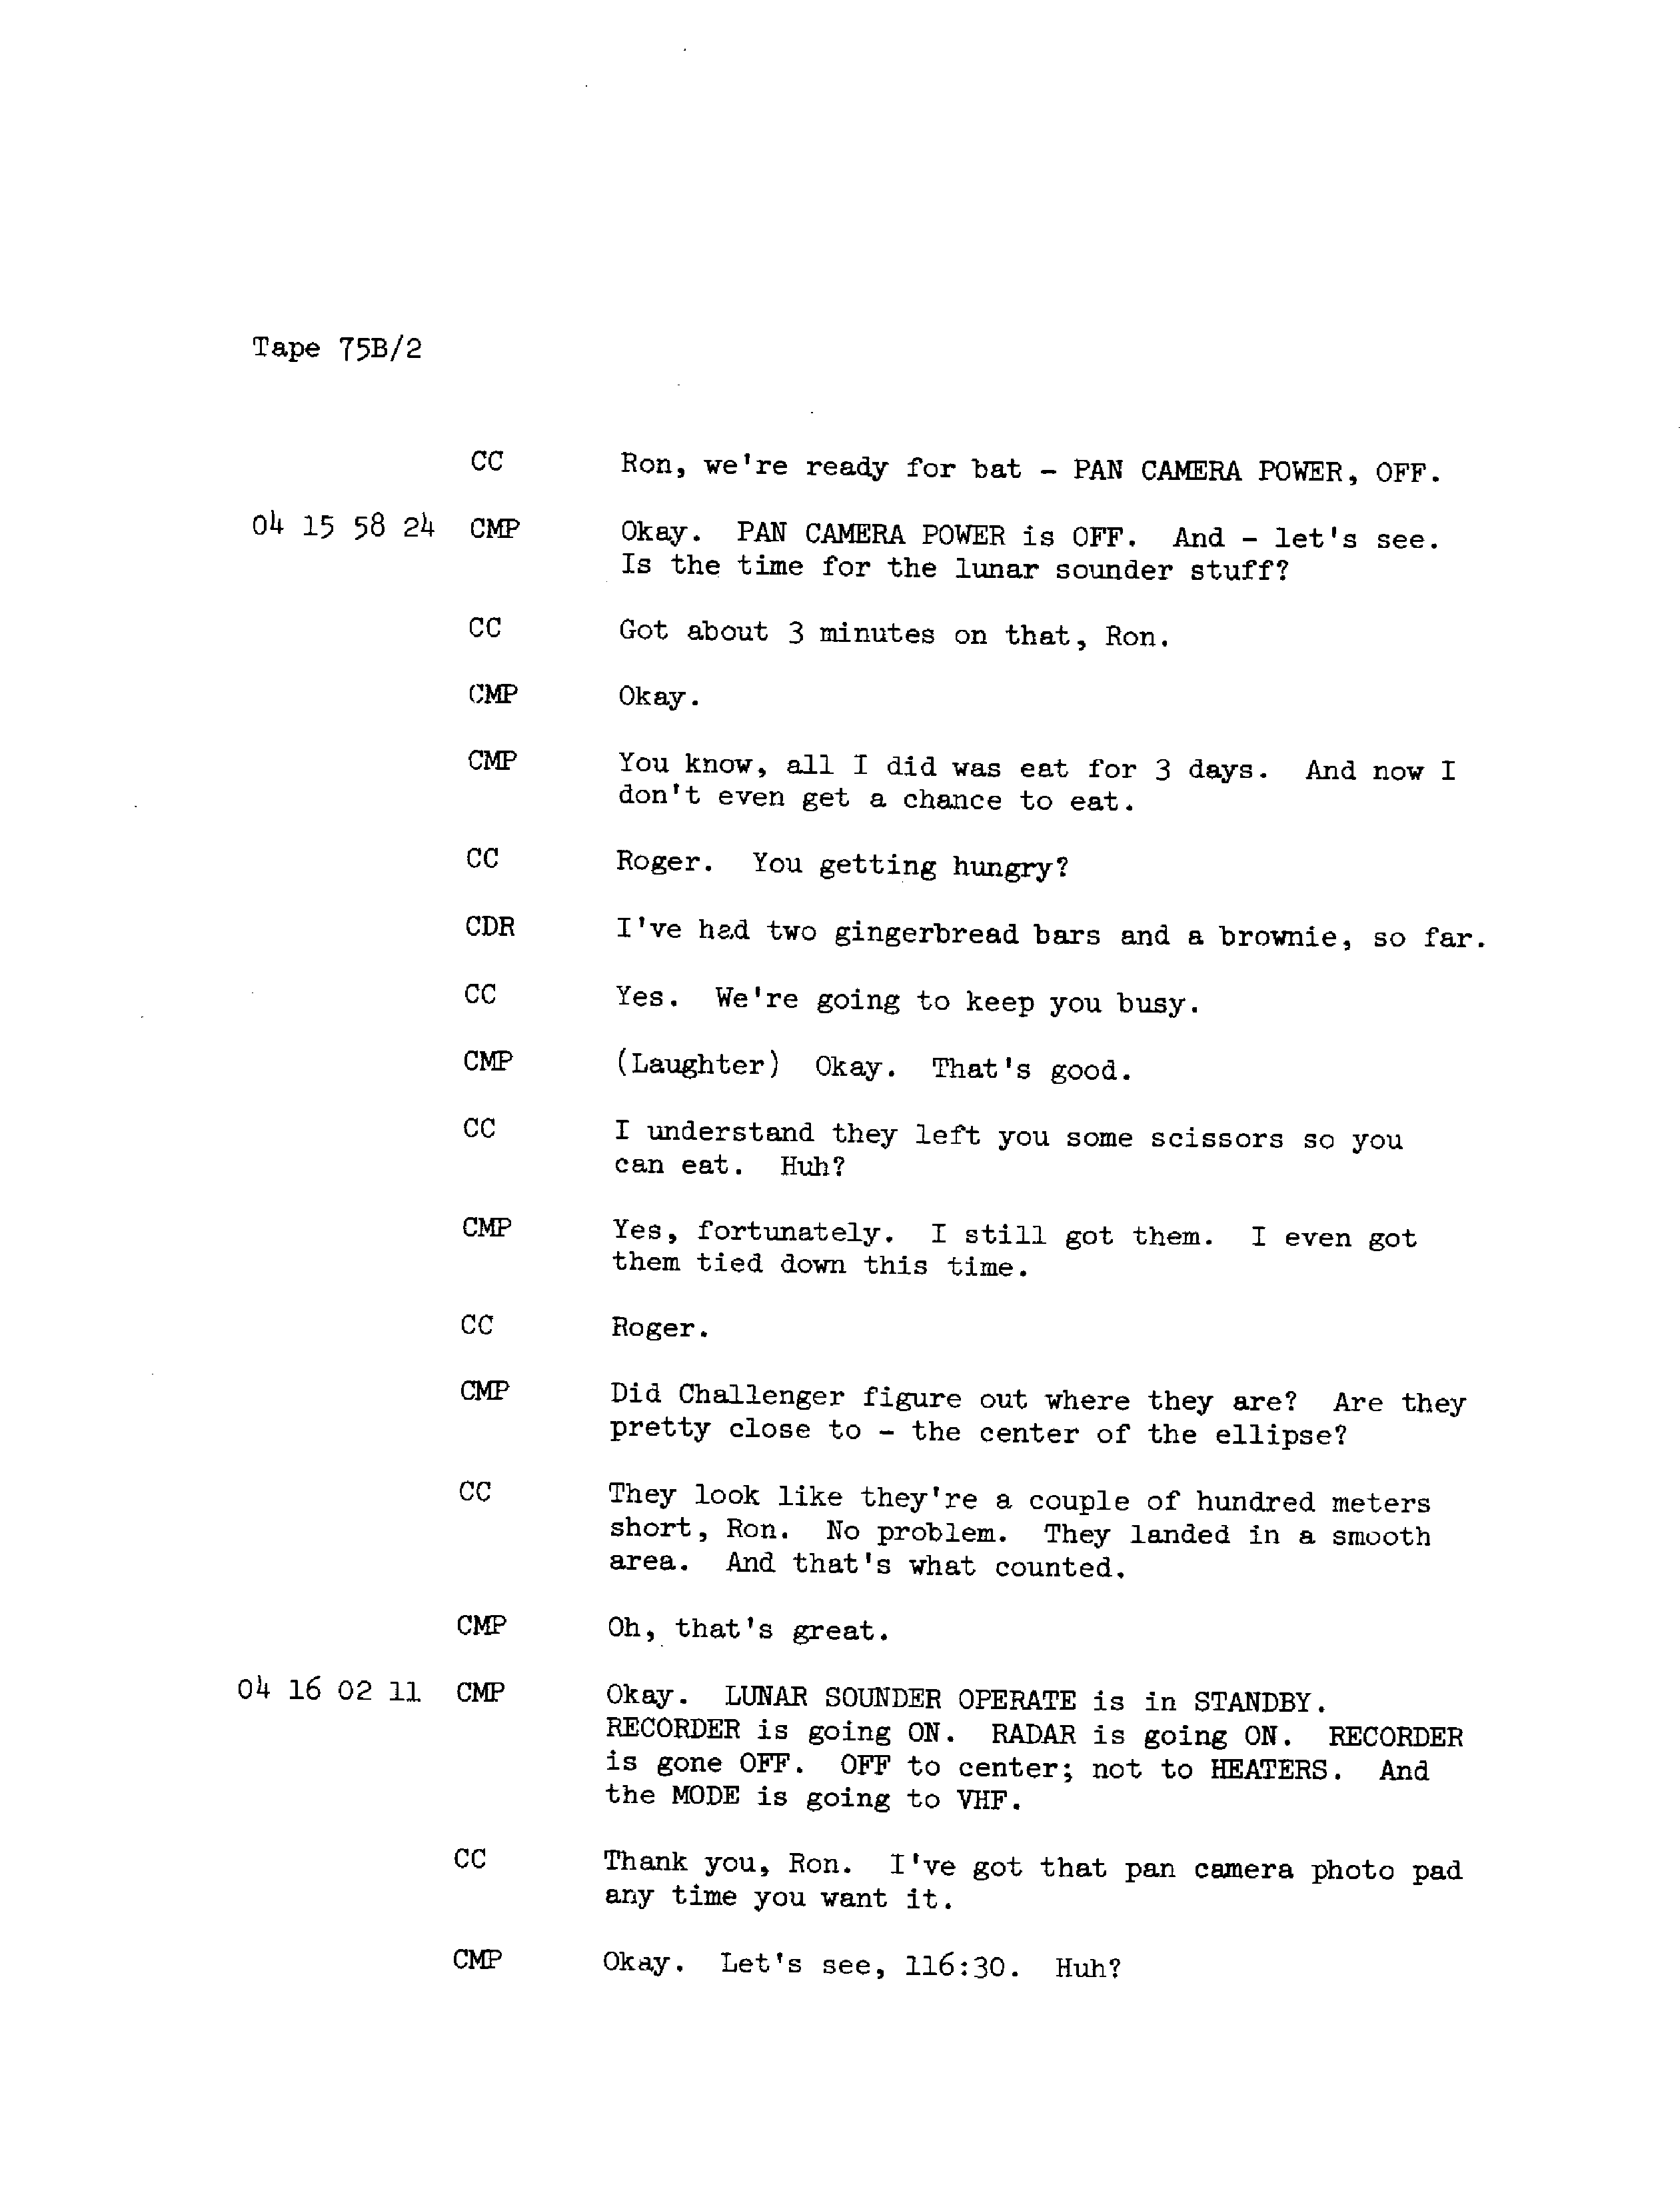 Tape 75B/2
CC Ron, we're ready for bat - PAN CAMERA POWER, OFF.
04 15 58 24 CMP Okay. PAN CAMERA POWER is OFF. And - let's see.
Is the time for the lunar sounder stuff?
CC Got about 3 minutes on that, Ron.
CMP Okay.
CMP You know, all I did was eat for 3 days. And now I
don't even get a chance to eat.
CC Roger. You getting hungry?
CDR I've had two gingerbread bars and a brownie, so far.
CC Yes. We're going to keep you busy.
CMP (Laughter) Okay. That's good.
CC I understand they left you some scissors so you
can eat. Huh?
CMP Yes, fortunately. I still got them. I even got
them tied down this time.
CC Roger.
CMP Did Challenger figure out where they are? Are they
pretty close to - the center of the ellipse?
CC They look like they're a couple of hundred meters
short, Ron. No problem. They landed in a smooth
area. And that's what counted.
CMP Oh, that's great.
04 16 02 11 CMP Okay. LUNAR SOUNDER OPERATE is in STANDBY.
RECORDER is going ON. RADAR is going ON. RECORDER
is gone OFF. OFF to center; not to HEATERS. And
the MODE is going to VHF.
CC Thank you, Ron. I've got that pan camera photo pad
any time you want it.
CMP Okay. Let's see, 116:30. Huh?